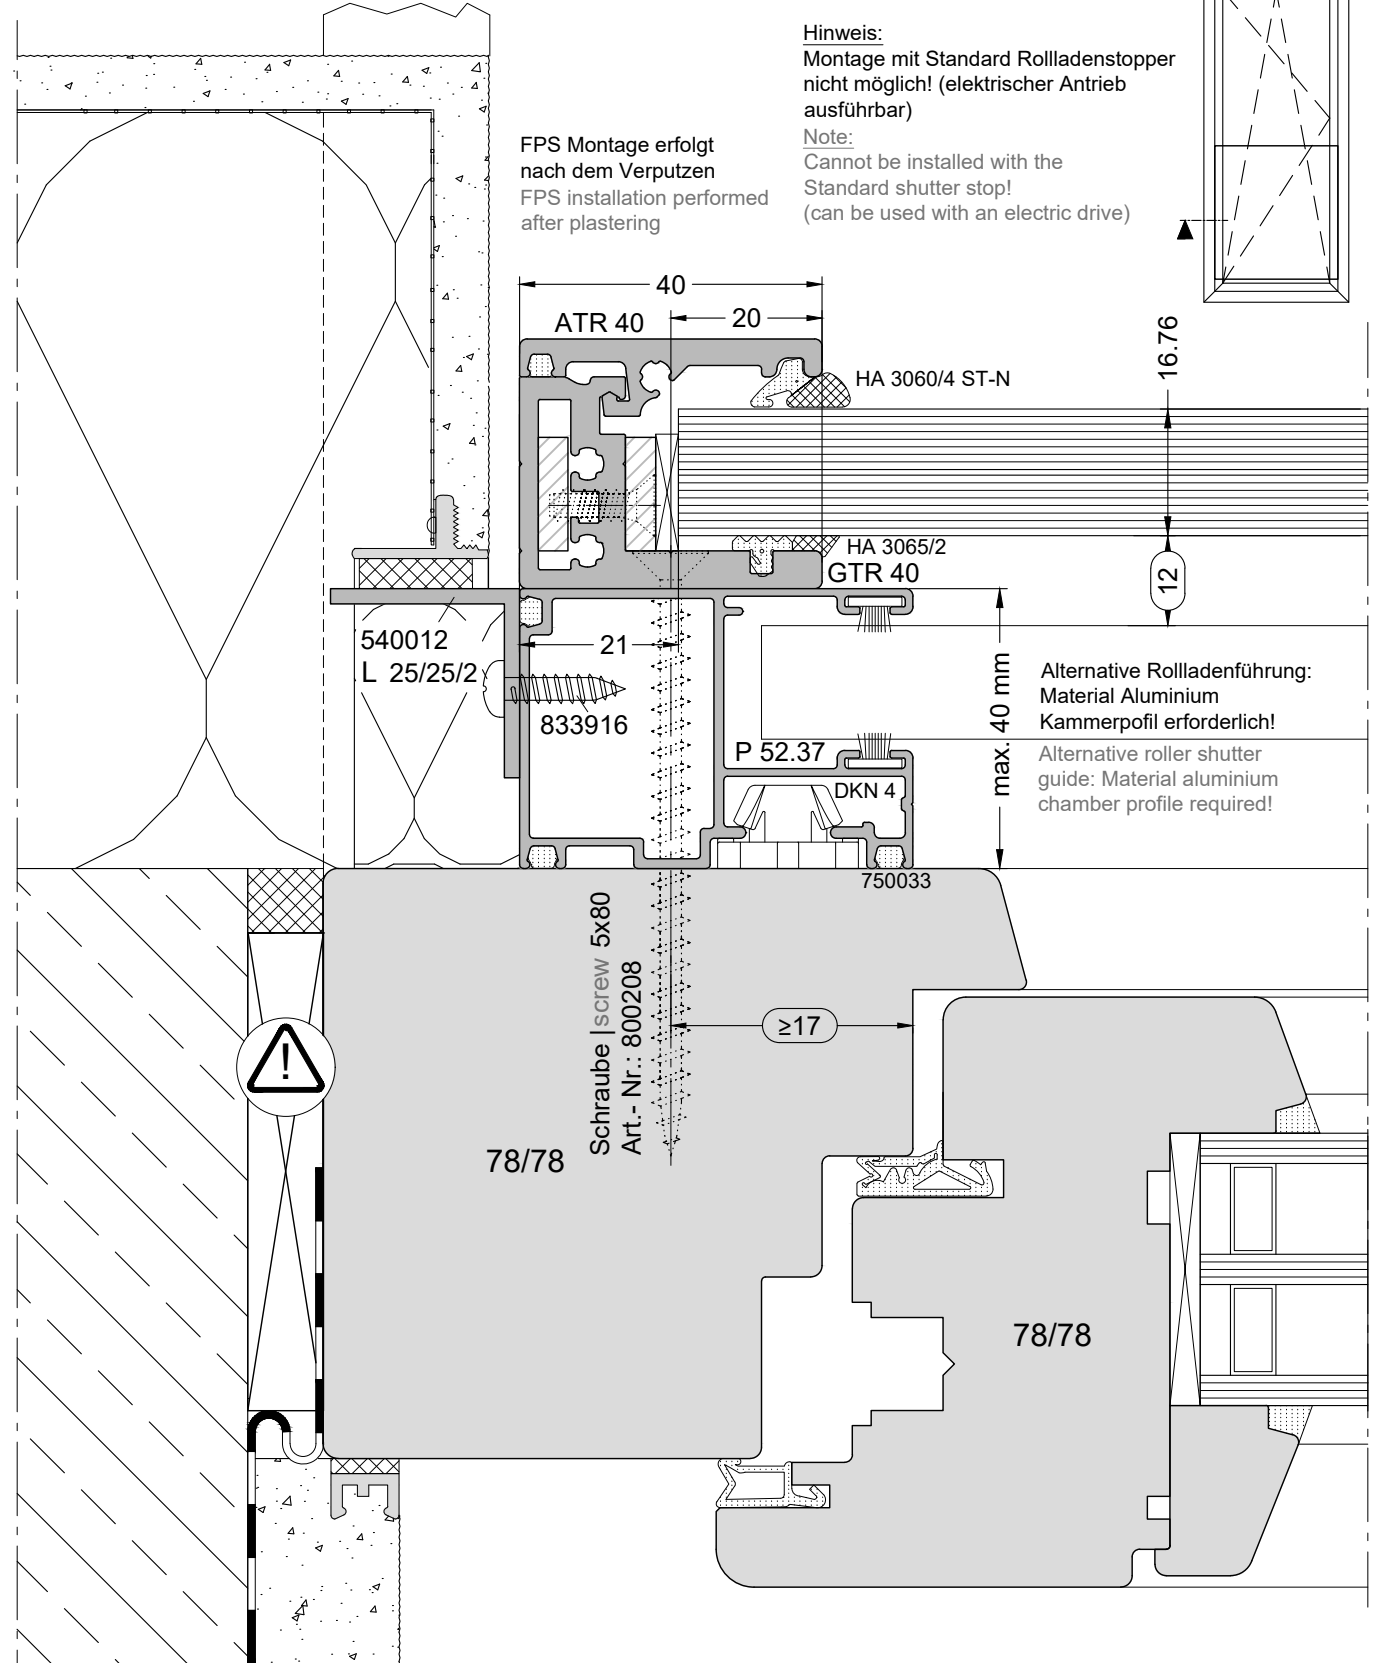 Hinweis:
Montage mit Standard Rollladenstopper
nicht möglich! (elektrischer Antrieb
ausführbar)
Note:
Cannot be installed with the
Standard shutter stop!
(can be used with an electric drive)
FPS Montage erfolgt
nach dem Verputzen
FPS installation performed
after plastering
40
20
ATR 40
16.76
HA 3060/4 ST-N
HA 3065/2
GTR 40
12
540012
L 25/25/2
21
833916
P 52.37
DKN 4
max. 40 mm
Alternative Rollladenführung:
Material Aluminium
Kammerpofil erforderlich!
Alternative roller shutter
guide: Material aluminium
chamber profile required!
750033
Schraube |screw 5x80
Art.- Nr.: 800208
≥17
!
78/78
78/78